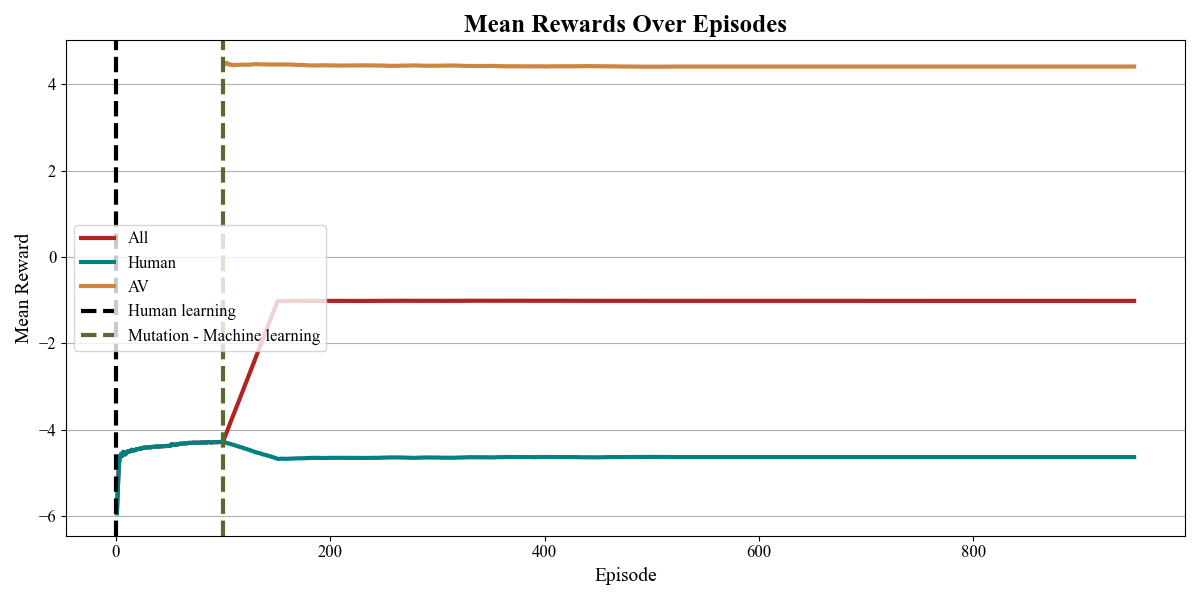 Mean Rewards Over Episodes
4
2
0
−2
−4
−6
Mean Reward
All
Human
AV
Human learning
Mutation - Machine learning
0
200
400
600
800
Episode